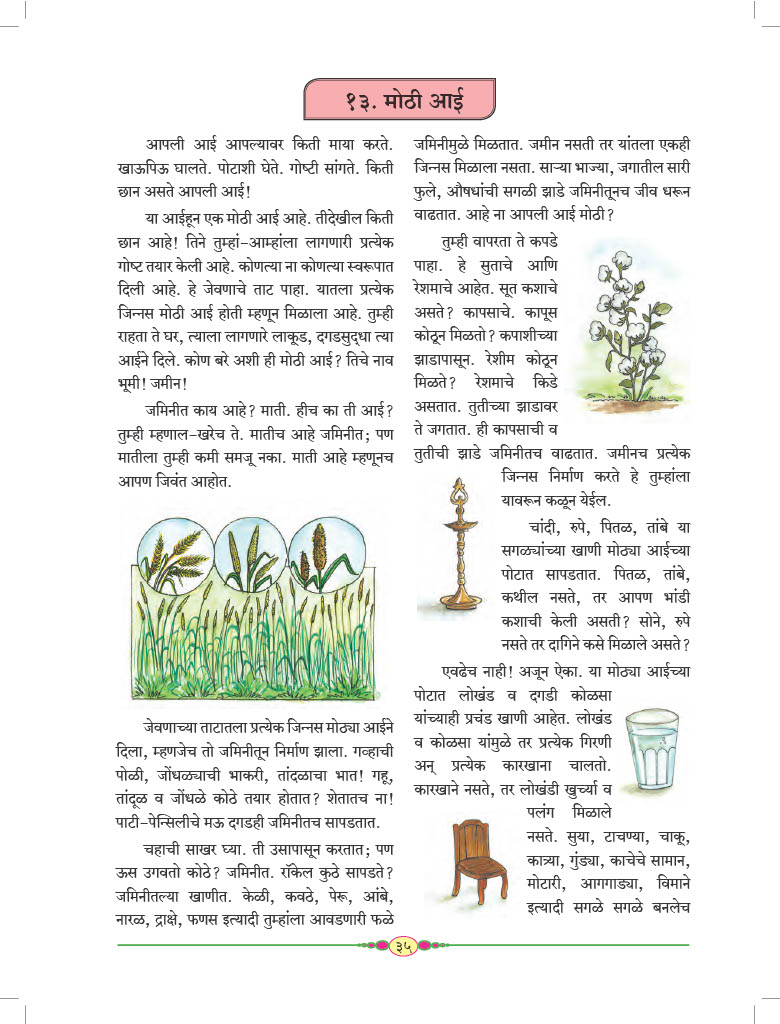 १३. मोठी आई
आपली आई आपल्यावर किती माया करते.
खाऊपिऊ घालते. पोटाशी घेते. गोष्टी सांगते. किती
छान असते आपली आई!
या आईहून एक मोठी आई आहे. तीदेखील किती
छान आहे! तिने तुम्हां-आम्हांला लागणारी प्रत्येक
गोष्ट तयार केली आहे. कोणत्या ना कोणत्या स्वरूपात
दिली आहे. हे जेवणाचे ताट पाहा. यातला प्रत्येक
जिन्नस मोठी आई होती म्हणून मिळाला आहे. तुम्ही
राहता ते घर, त्याला लागणारे लाकूड, दगडसुद्धा त्या
आईने दिले. कोण बरे अशी ही मोठी आई? तिचे नाव
भूमी! जमीन!
जमिनीत काय आहे? माती. हीच का ती आई?
तुम्ही म्हणाल-खरेच ते. मातीच आहे जमिनीत; पण
मातीला तुम्ही कमी समजू नका. माती आहे म्हणूनच
आपण जिवंत आहोत.
जेवणाच्या ताटातला प्रत्येक जिन्नस मोठ्या आईने
दिला, म्हणजेच तो जमिनीतून निर्माण झाला. गव्हाची
पोळी, जोंधळ्याची भाकरी, तांदळाचा भात! गहू,
तांदूळ व जोंधळे कोठे तयार होतात? शेतातच ना!
पाटी-पेन्सिलीचे मऊ दगडही जमिनीतच सापडतात.
चहाची साखर घ्या. ती उसापासून करतात; पण
ऊस उगवतो कोठे? जमिनीत. रॉकेल कुठे सापडते?
जमिनीतल्या खाणीत. केळी, कवठे, पेरू, आंबे,
नारळ, द्राक्षे, फणस इत्यादी तुम्हांला आवडणारी फळे
जमिनीमुळे मिळतात. जमीन नसती तर यांतला एकही
जिन्नस मिळाला नसता. साऱ्या भाज्या, जगातील सारी
फुले, औषधांची सगळी झाडे जमिनीतूनच जीव धरून
वाढतात. आहे ना आपली आई मोठी?
तुम्ही वापरता ते कपडे
पाहा. हे सुताचे आणि
रेशमाचे आहेत. सूत कशाचे
असते? कापसाचे. कापूस
कोठून मिळतो? कपाशीच्या
झाडापासून. रेशीम कोठून
मिळते? रेशमाचे किडे
असतात. तुतीच्या झाडावर
ते जगतात. ही कापसाची व
तुतीची झाडे जमिनीतच वाढतात. जमीनच प्रत्येक
जिन्नस निर्माण करते हे तुम्हांला
यावरून कळून येईल.
चांदी, रुपे, पितळ, तांबे या
सगळ्यांच्या खाणी मोठ्या आईच्या
पोटात सापडतात. पितळ, तांबे,
कथील नसते, तर आपण भांडी
कशाची केली असती? सोने, रुपे
नसते तर दागिने कसे मिळाले असते?
एवढेच नाही! अजून ऐका. या मोठ्या आईच्या
पोटात लोखंड व दगडी कोळसा
यांच्याही प्रचंड खाणी आहेत. लोखंड
व कोळसा यांमुळे तर प्रत्येक गिरणी
अन् प्रत्येक कारखाना चालतो.
कारखाने नसते, तर लोखंडी खुर्च्या व
पलंग मिळाले
नसते. सुया, टाचण्या, चाकू,
कात्र्या, गुंड्या, काचेचे सामान,
मोटारी, आगगाड्या, विमाने
इत्यादी सगळे सगळे बनलेच
३५